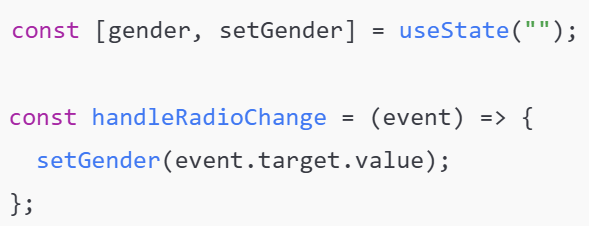 const [gender, setGender] = useState("");
const handleRadioChange = (event) => {
  setGender(event.target.value);
};